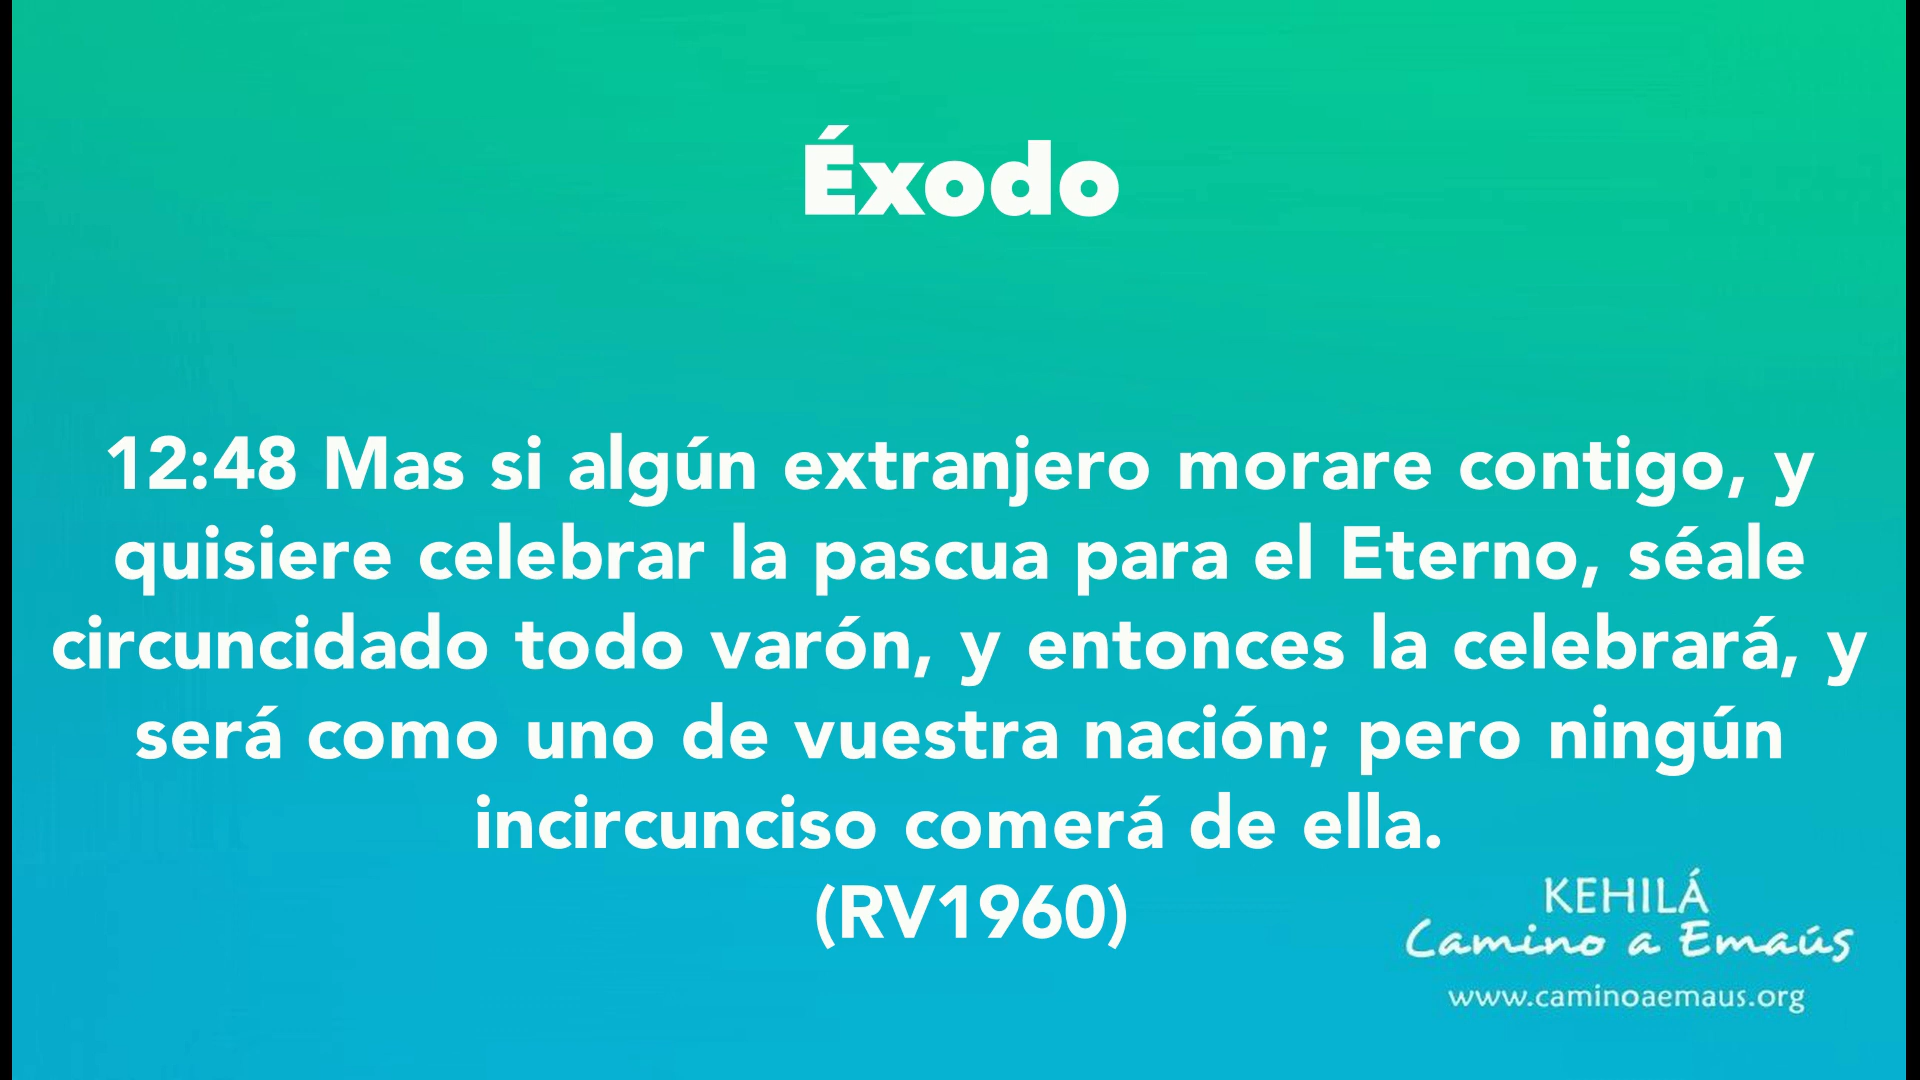 Éxodo
12:48 Mas si algún extranjero morare contigo, y
quisiere celebrar la pascua para el Eterno, séale
circuncidado todo varón, y entonces la celebrará, y
será como uno de vuestra nación; pero ningún
incircunciso comerá de ella.
(RV1960)
KEHILÁ
Camino a Emaús
www.caminoaemaus.org